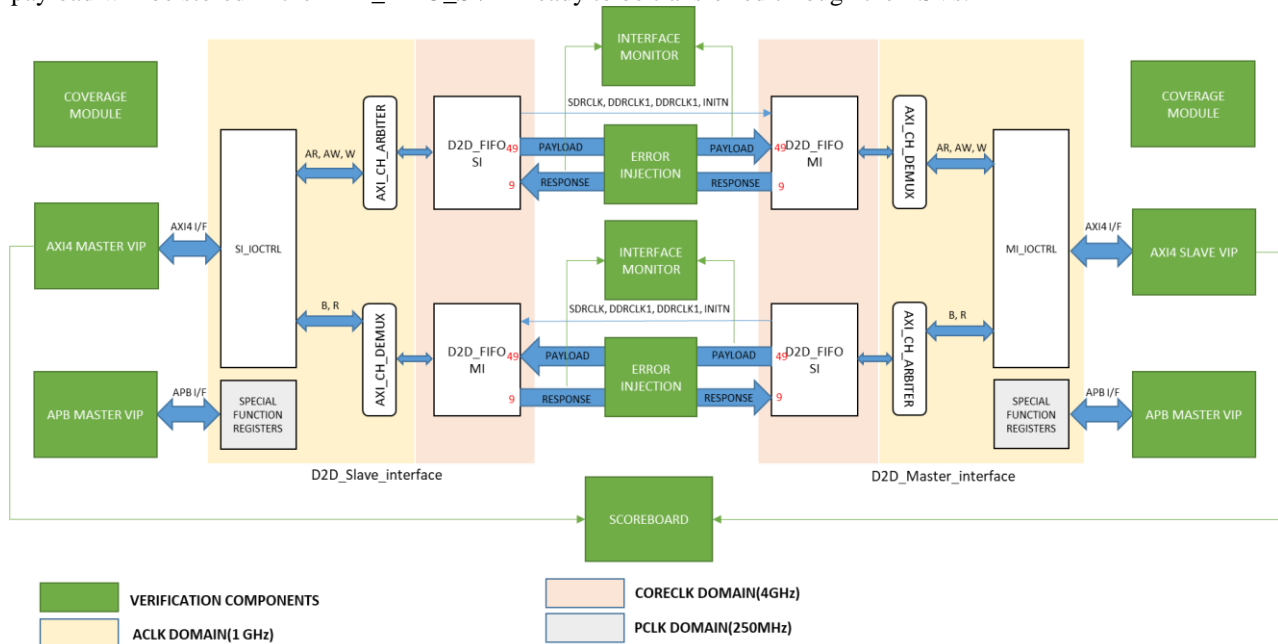 COVERAGE
MODULE
INTERFACE
MONITOR
COVERAGE
MODULE
SDRCLK, DDRCLK1, DDRCLK1, INITN
AXI_CH_ARBITER
D2D_FIFO
SI
49
PAYLOAD
ERROR
INJECTION
PAYLOAD
49
D2D_FIFO
MI
AXI_CH_DEMUX
AR, AW, W
AR, AW, W
9
RESPONSE
RESPONSE
9
AXI4 MASTER VIP
AXI4 I/F
SI_IOCTRL
INTERFACE
MONITOR
MI_IOCTRL
AXI4 I/F
AXI4 SLAVE VIP
SDRCLK, DDRCLK1, DDRCLK1, INITN
B, R
AXI_CH_DEMUX
D2D_FIFO
MI
49
PAYLOAD
ERROR
INJECTION
PAYLOAD
49
D2D_FIFO
SI
AXI_CH_ARBITER
B, R
9
RESPONSE
RESPONSE
9
APB MASTER VIP
APB I/F
SPECIAL
FUNCTION
REGISTERS
SPECIAL
FUNCTION
REGISTERS
APB I/F
APB MASTER VIP
D2D_Slave_interface
D2D_Master_interface
SCOREBOARD
VERIFICATION COMPONENTS
CORECLK DOMAIN(4GHz)
ACLK DOMAIN(1 GHz)
PCLK DOMAIN(250MHz)